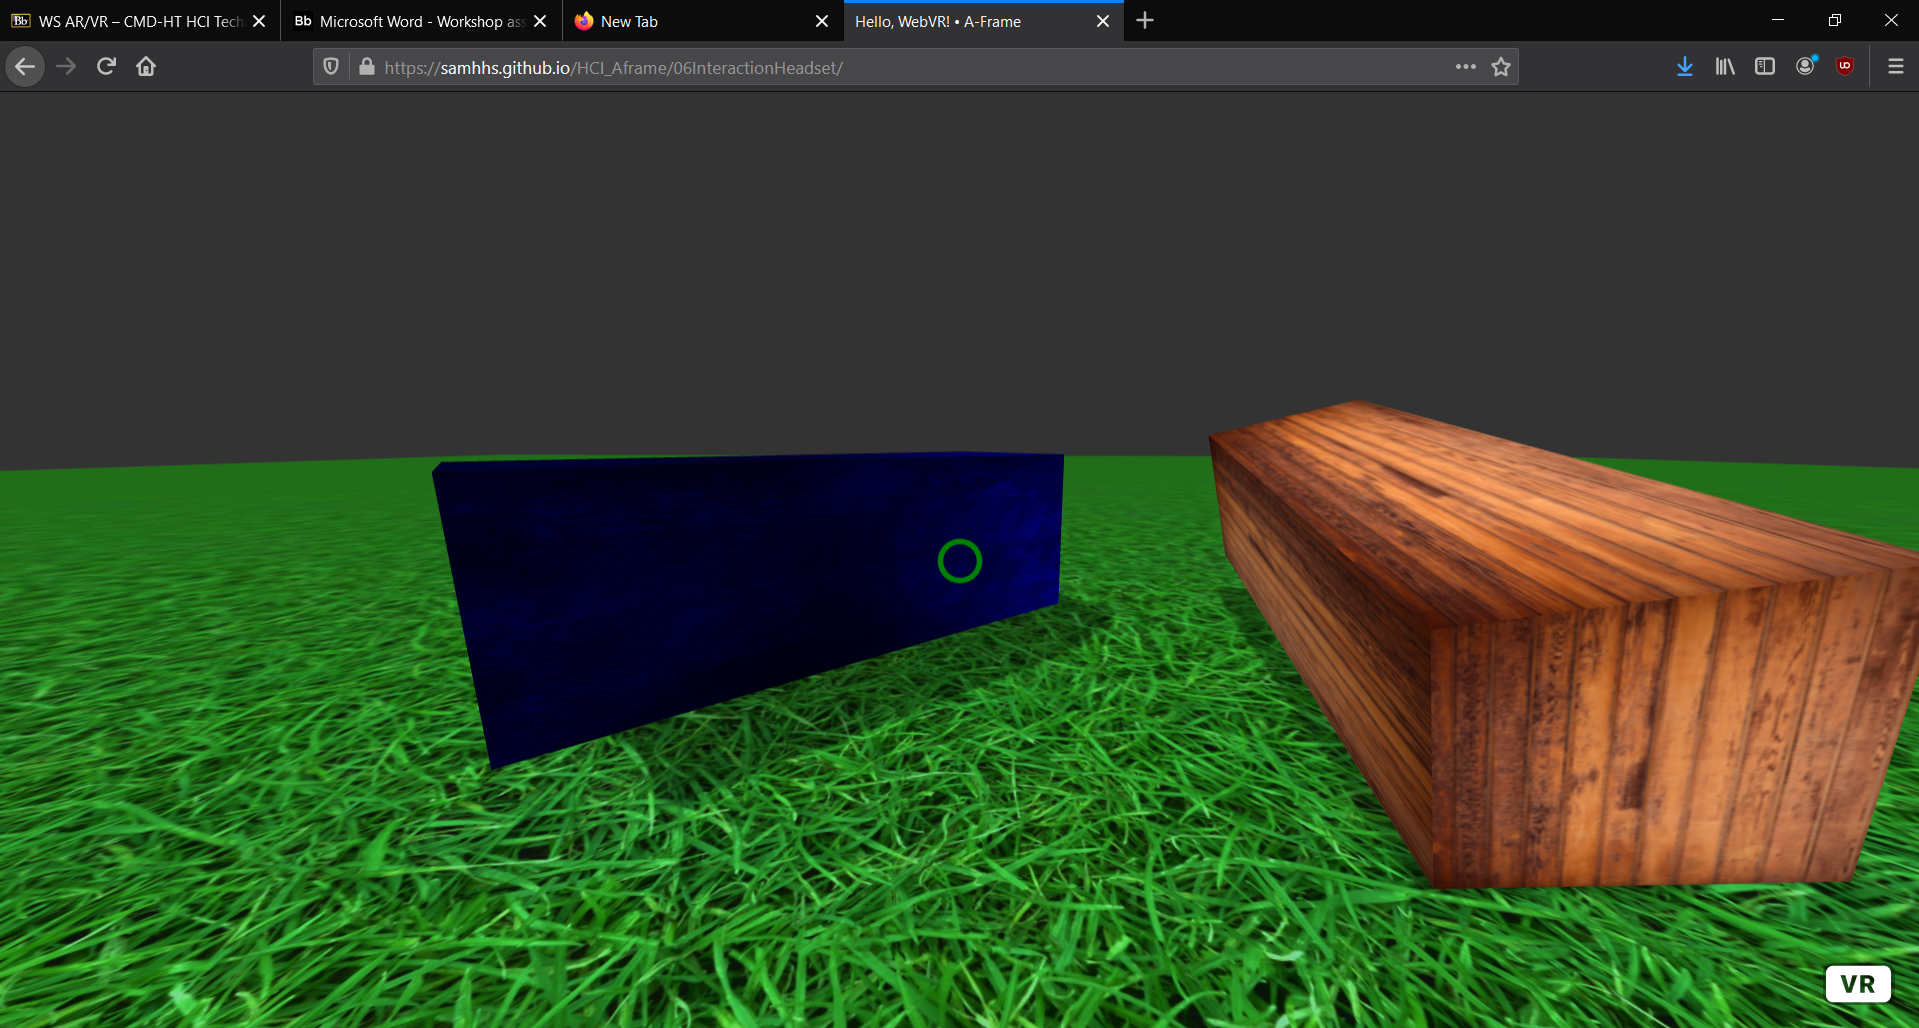 Bb WS AR/VR – CMD-HT HCI Tech
Bb Microsoft Word - Workshop ass
New Tab
Hello, WebVR! • A-Frame
https://samhhs.github.io/HCI_Aframe/06InteractionHeadset/
VR